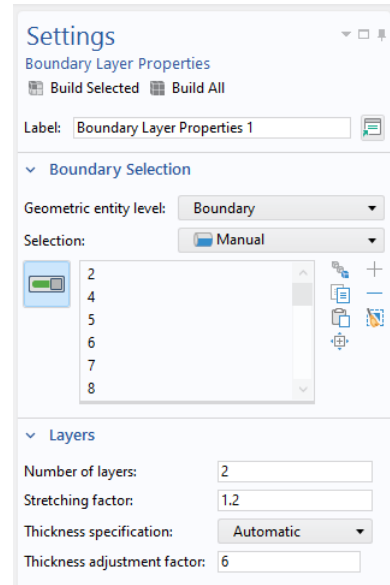 Settings
Boundary Layer Properties
Build Selected Build All
Label: Boundary Layer Properties 1
Boundary Selection
Geometric entity level: Boundary
Selection: Manual
2
4
5
6
7
8
Layers
Number of layers: 2
Stretching factor: 1.2
Thickness specification: Automatic
Thickness adjustment factor: 6